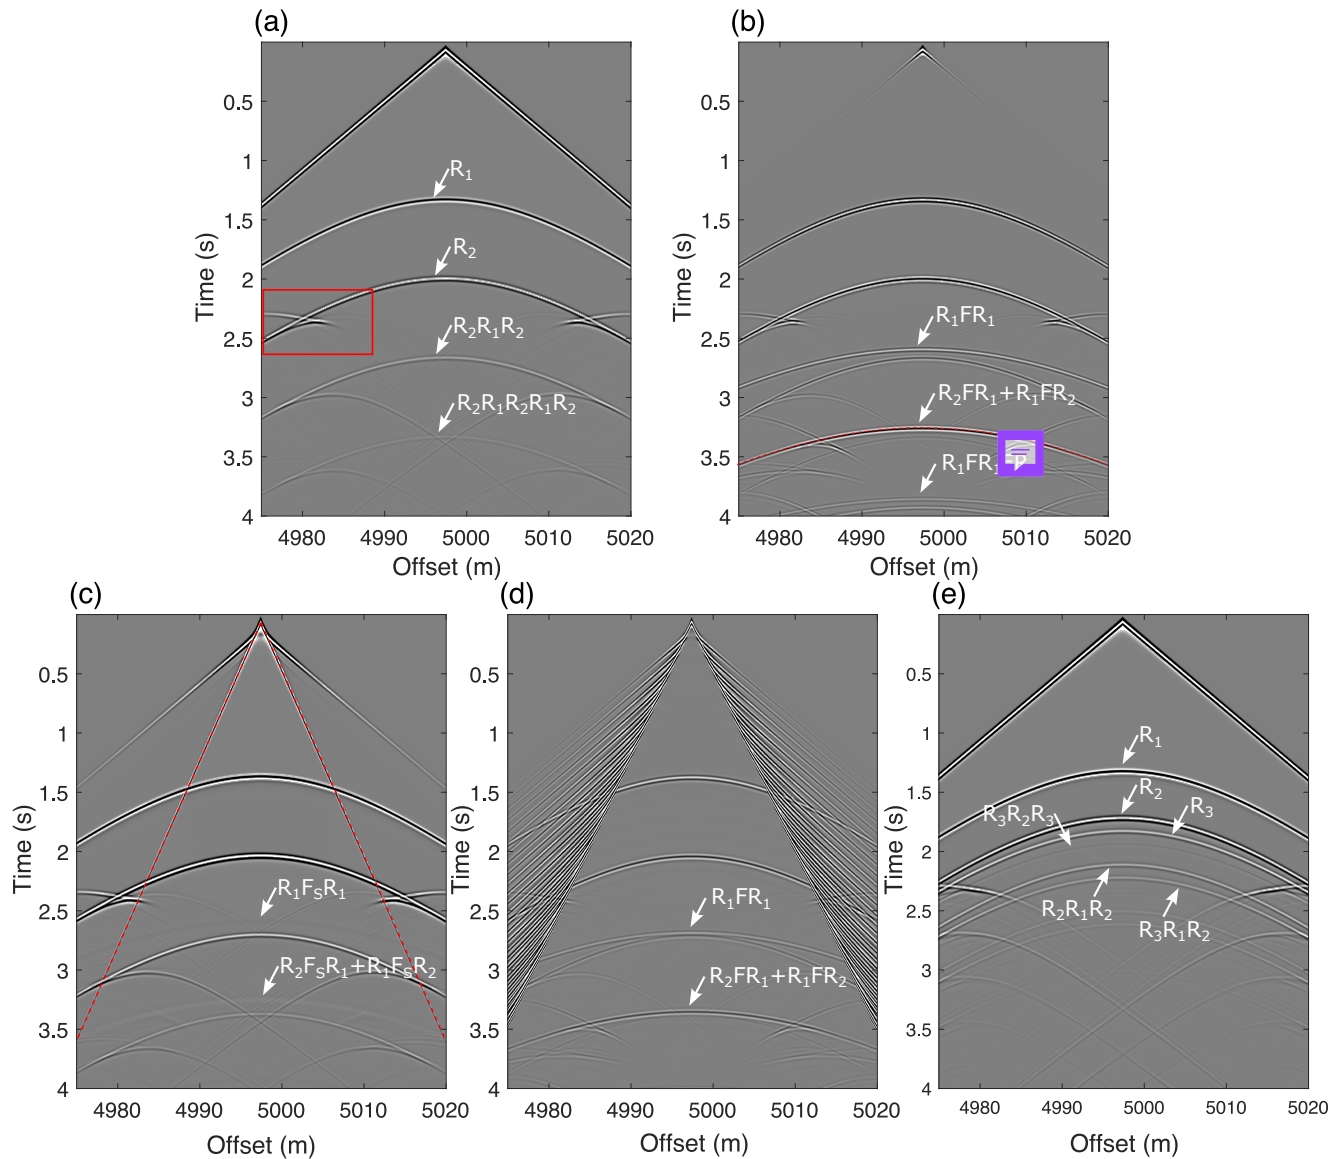 (a)
0.5
1
1.5
2
2.5
3
3.5
4
Time (s)
R₁
R₂
R₂R₁R₂
R₂R₁R₂R₁R₂
4980 4990 5000 5010 5020
Offset (m)
(b)
0.5
1
1.5
2
2.5
3
3.5
4
Time (s)
R₁FR₁
R₂FR₁+R₁FR₂
R₁FR₁
4980 4990 5000 5010 5020
Offset (m)
(c)
0.5
1
1.5
2
2.5
3
3.5
4
Time (s)
R₁FₛR₁
R₂FₛR₁+R₁FₛR₂
4980 4990 5000 5010 5020
Offset (m)
(d)
0.5
1
1.5
2
2.5
3
3.5
4
Time (s)
R₁FR₁
R₂FR₁+R₁FR₂
4980 4990 5000 5010 5020
Offset (m)
(e)
0.5
1
1.5
2
2.5
3
3.5
4
Time (s)
R₁
R₂
R₃R₂R₃
R₃
R₂R₁R₂
R₃R₁R₂
4980 4990 5000 5010 5020
Offset (m)